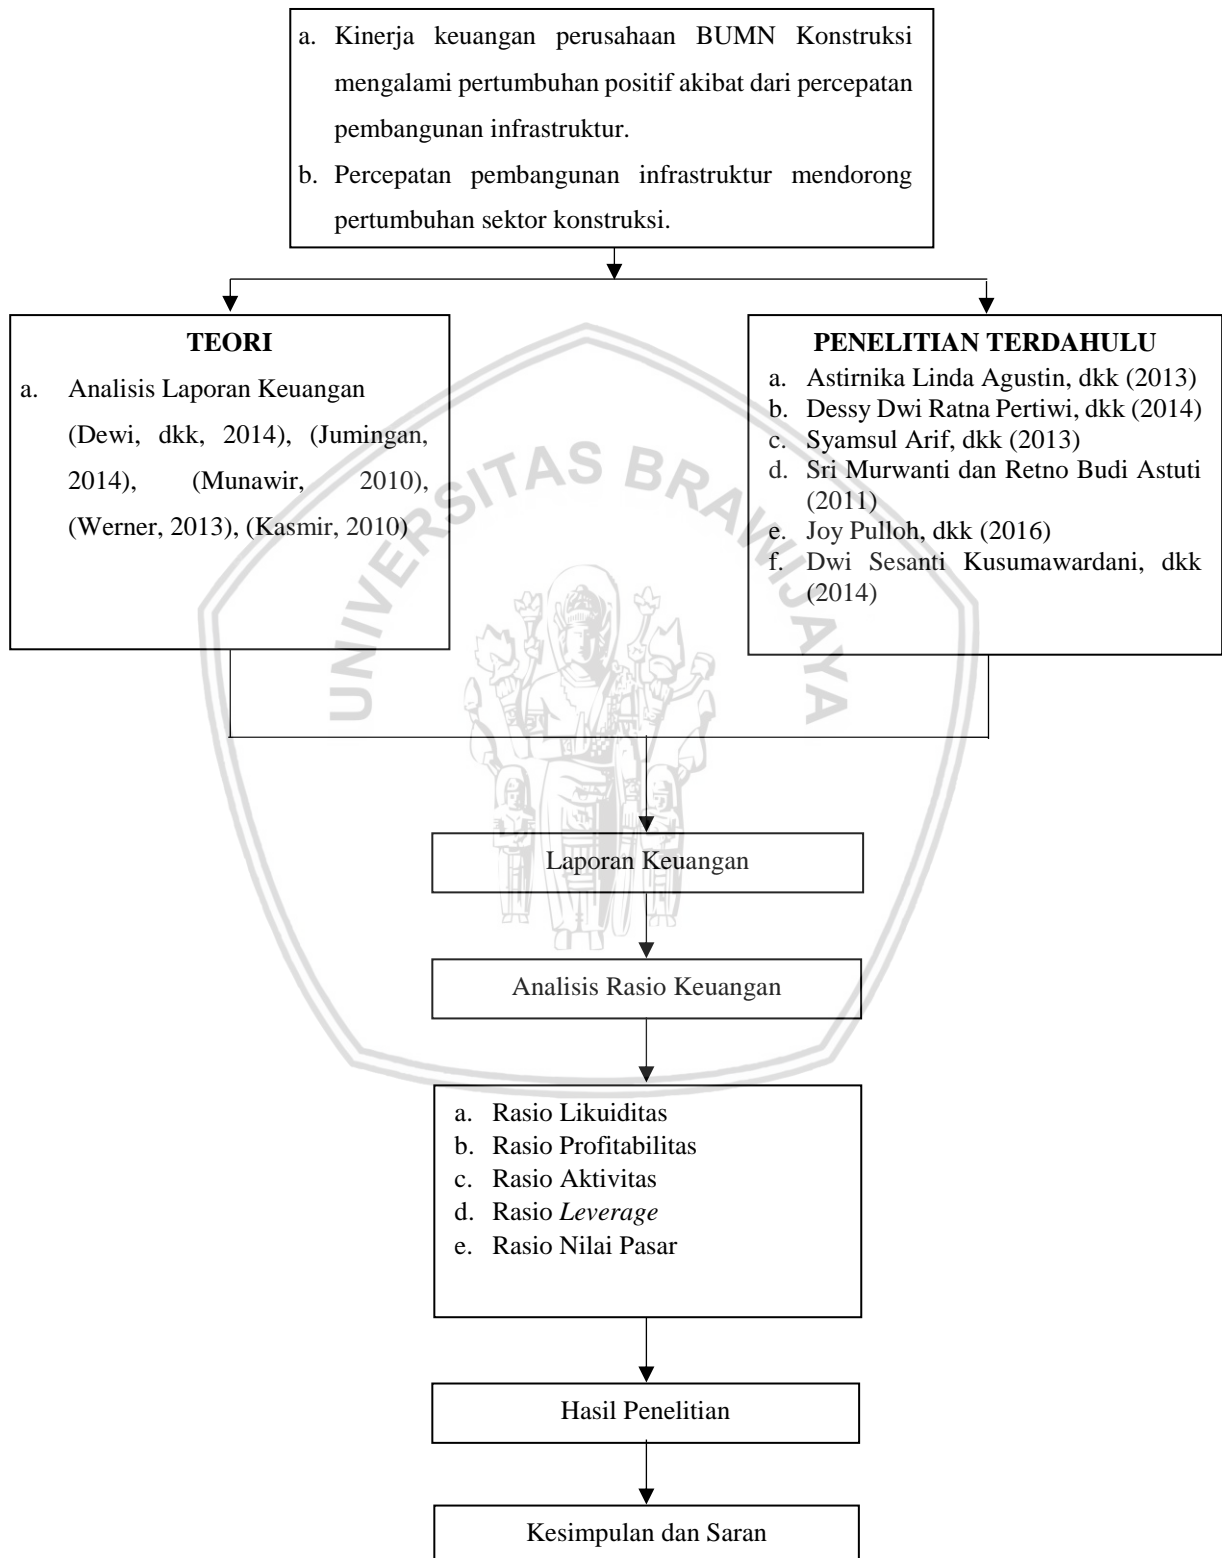 a. Kinerja keuangan perusahaan BUMN Konstruksi
mengalami pertumbuhan positif akibat dari percepatan
pembangunan infrastruktur.
b. Percepatan pembangunan infrastruktur mendorong
pertumbuhan sektor konstruksi.
TEORI
a. Analisis Laporan Keuangan
(Dewi, dkk, 2014), (Jumingan,
2014), (Munawir, 2010),
(Werner, 2013), (Kasmir, 2010)
PENELITIAN TERDAHULU
a. Astirnika Linda Agustin, dkk (2013)
b. Dessy Dwi Ratna Pertiwi, dkk (2014)
c. Syamsul Arif, dkk (2013)
d. Sri Murwanti dan Retno Budi Astuti
(2011)
e. Joy Pulloh, dkk (2016)
f. Dwi Sesanti Kusumawardani, dkk
(2014)
UNIVERSITAS BRAWIJAYA
Laporan Keuangan
Analisis Rasio Keuangan
a. Rasio Likuiditas
b. Rasio Profitabilitas
c. Rasio Aktivitas
d. Rasio Leverage
e. Rasio Nilai Pasar
Hasil Penelitian
Kesimpulan dan Saran